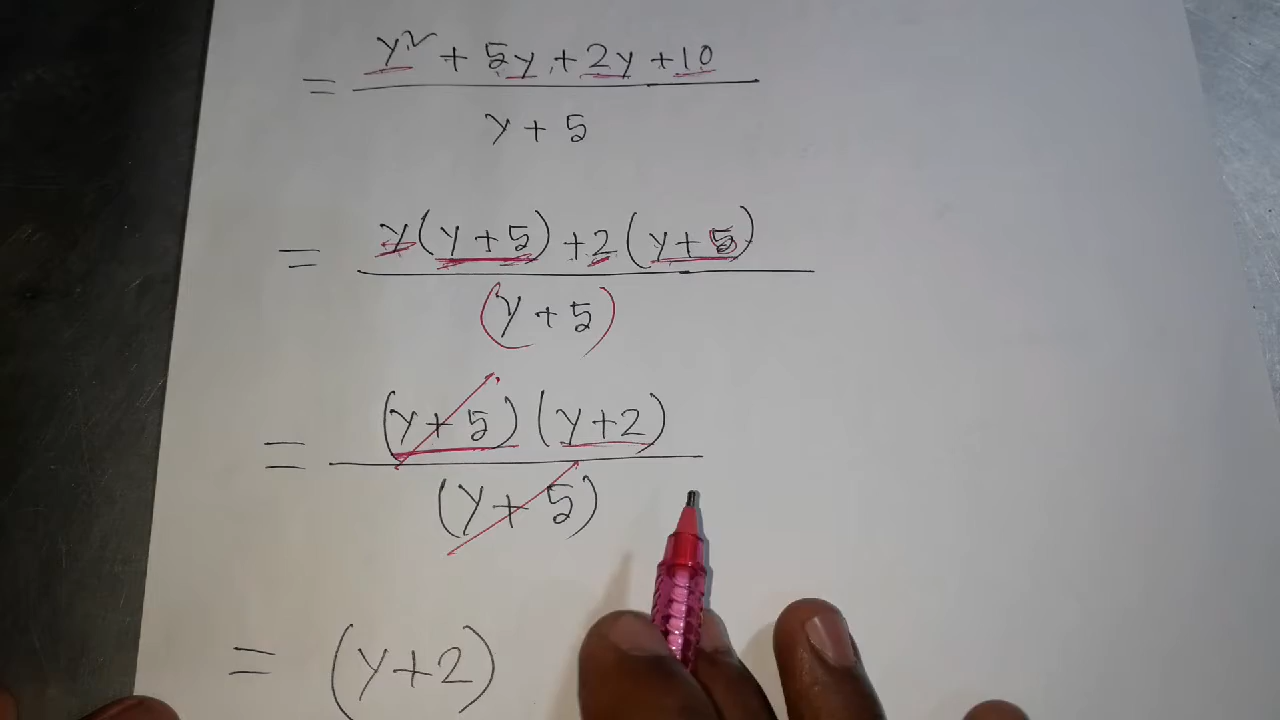 = y² + 5y + 2y + 10
y + 5
= y(y + 5) + 2(y + 5)
(y + 5)
= (y + 5) (y + 2)
(y + 5)
= (y + 2)